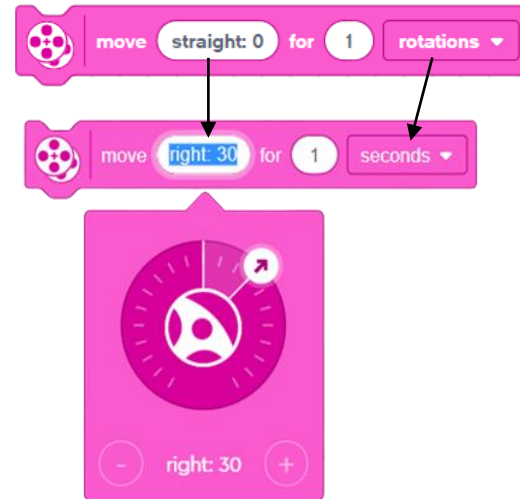 move straight: 0 for 1 rotations
move right: 30 for 1 seconds
- right: 30 +